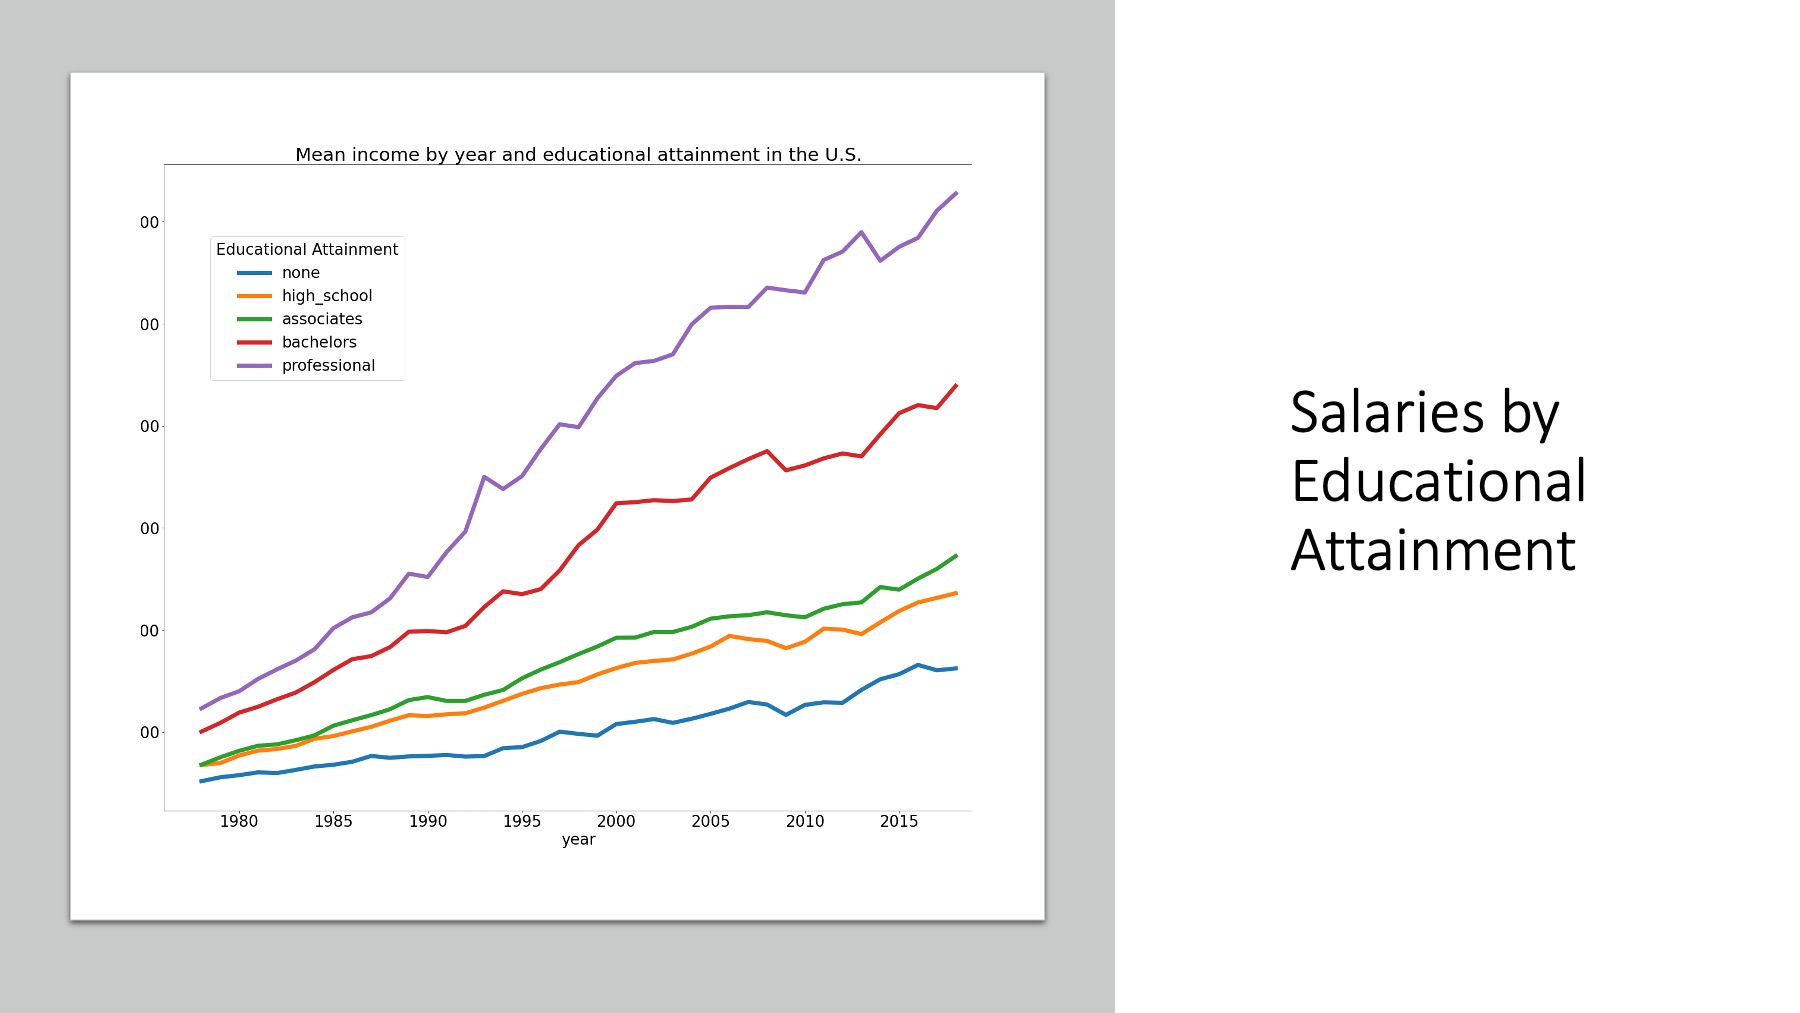 Mean income by year and educational attainment in the U.S.
00
Educational Attainment
none
high_school
associates
bachelors
professional
00
00
00
00
00
1980 1985 1990 1995 2000 2005 2010 2015
year
Salaries by
Educational
Attainment